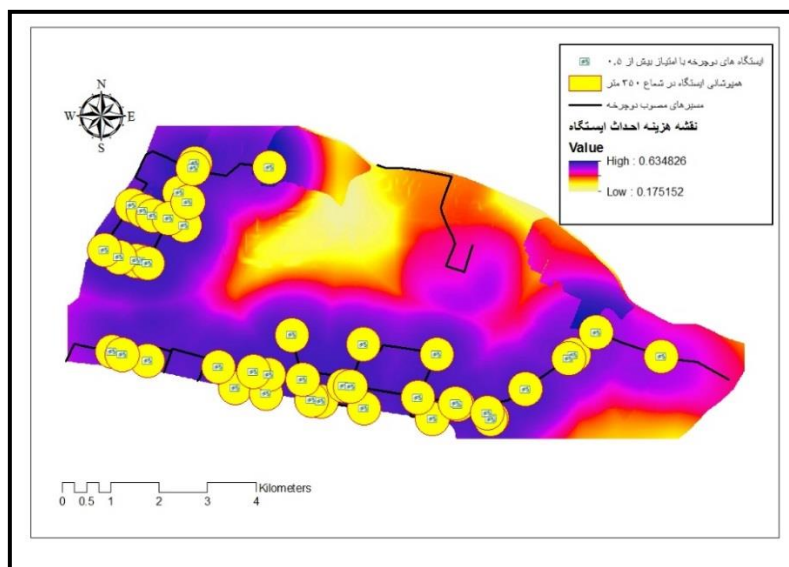 N
W E
S
ایستگاه های دوچرخه با امتیاز بیش از ۰.۵
همپوشانی ایستگاه در شعاع ۳۵۰ متر
مسیرهای مصوب دوچرخه
نقشه هزینه احداث ایستگاه
Value
High : 0.634826
Low : 0.175152
Kilometers
0 0.5 1 2 3 4